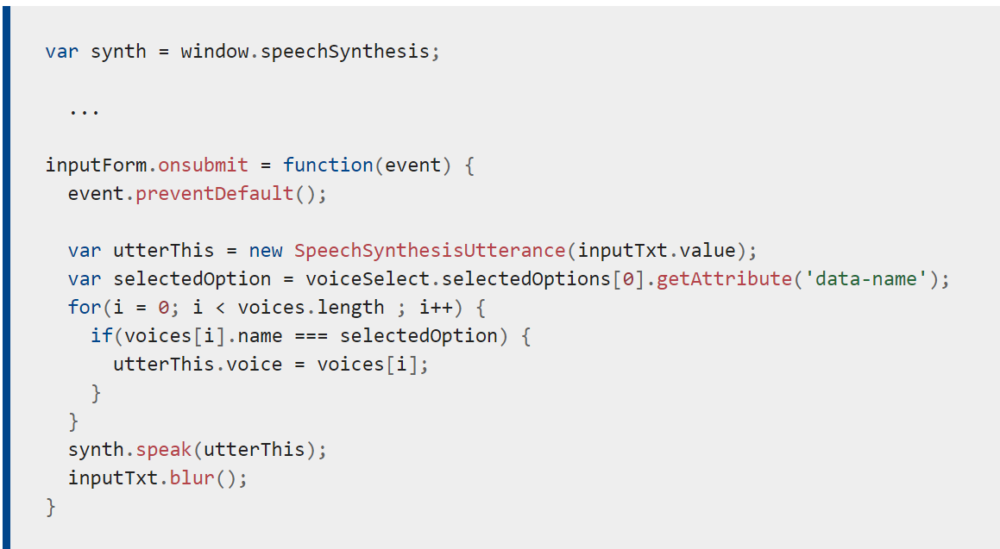 var synth = window.speechSynthesis;
...
inputForm.onsubmit = function(event) {
event.preventDefault();
var utterThis = new SpeechSynthesisUtterance(inputTxt.value);
var selectedOption = voiceSelect.selectedOptions[0].getAttribute('data-name');
for(i = 0; i < voices.length ; i++) {
if(voices[i].name === selectedOption) {
utterThis.voice = voices[i];
}
}
synth.speak(utterThis);
inputTxt.blur();
}